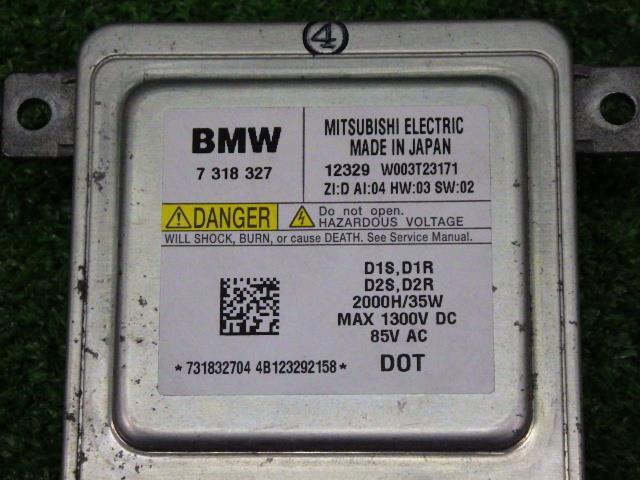 4
BMW
7 318 327
MITSUBISHI ELECTRIC
MADE IN JAPAN
12329 W003T23171
ZI:D AI:04 HW:03 SW:02
DANGER
Do not open.
HAZARDOUS VOLTAGE
WILL SHOCK, BURN, or cause DEATH. See Service Manual.
D1S,D1R
D2S,D2R
2000H/35W
MAX 1300V DC
85V AC
*731832704 4B123292158*
DOT